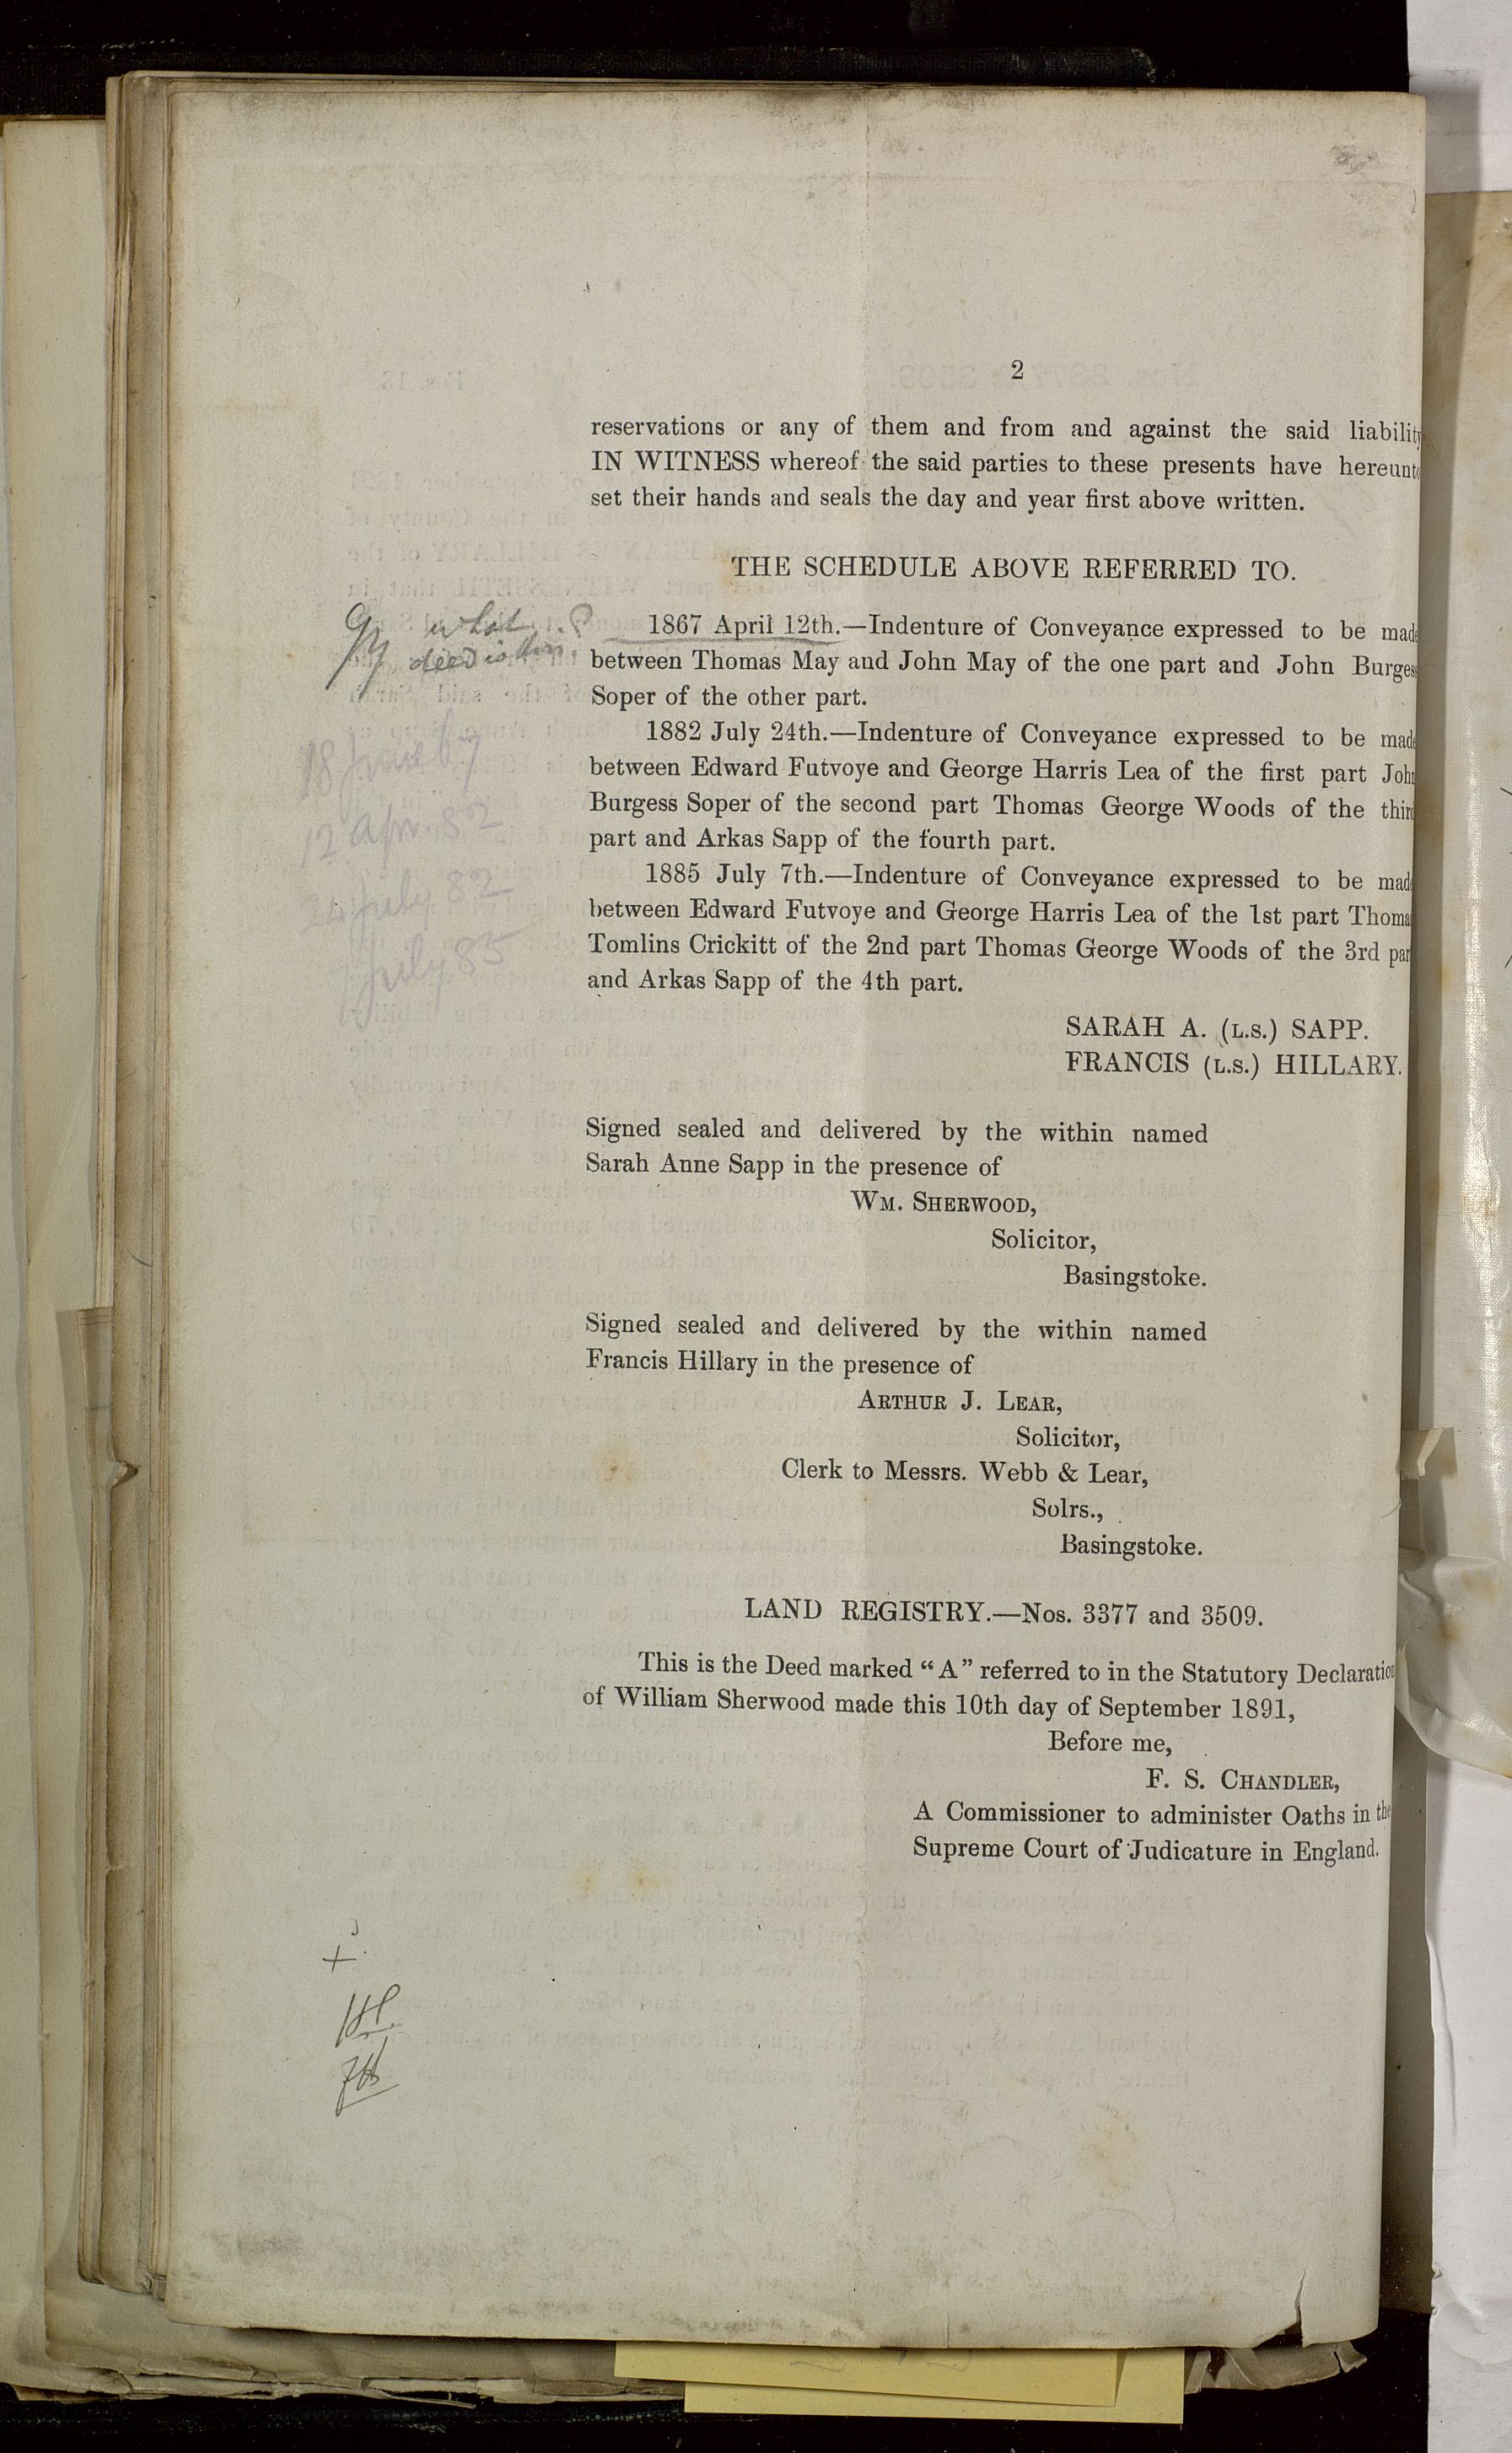 2
reservations or any of them and from and against the said liability
IN WITNESS whereof the said parties to these presents have hereunto
set their hands and seals the day and year first above written.
THE SCHEDULE ABOVE REFERRED TO.
Qy what ?
deed is this
1867 April 12th.—Indenture of Conveyance expressed to be made
between Thomas May and John May of the one part and John Burgess
Soper of the other part.
1882 July 24th.—Indenture of Conveyance expressed to be made
between Edward Futvoye and George Harris Lea of the first part John
Burgess Soper of the second part Thomas George Woods of the third
part and Arkas Sapp of the fourth part.
18 June 67
12 Apr. 82
24 July 82
7 July 85
1885 July 7th.—Indenture of Conveyance expressed to be made
between Edward Futvoye and George Harris Lea of the 1st part Thomas
Tomlins Crickitt of the 2nd part Thomas George Woods of the 3rd par
and Arkas Sapp of the 4th part.
SARAH A. (L.S.) SAPP.
FRANCIS (L.S.) HILLARY.
Signed sealed and delivered by the within named
Sarah Anne Sapp in the presence of
WM. SHERWOOD,
Solicitor,
Basingstoke.
Signed sealed and delivered by the within named
Francis Hillary in the presence of
ARTHUR J. LEAR,
Solicitor,
Clerk to Messrs. Webb & Lear,
Solrs.,
Basingstoke.
LAND REGISTRY.—Nos. 3377 and 3509.
This is the Deed marked “A” referred to in the Statutory Declaration
of William Sherwood made this 10th day of September 1891,
Before me,
F. S. CHANDLER,
A Commissioner to administer Oaths in the
Supreme Court of Judicature in England.
+